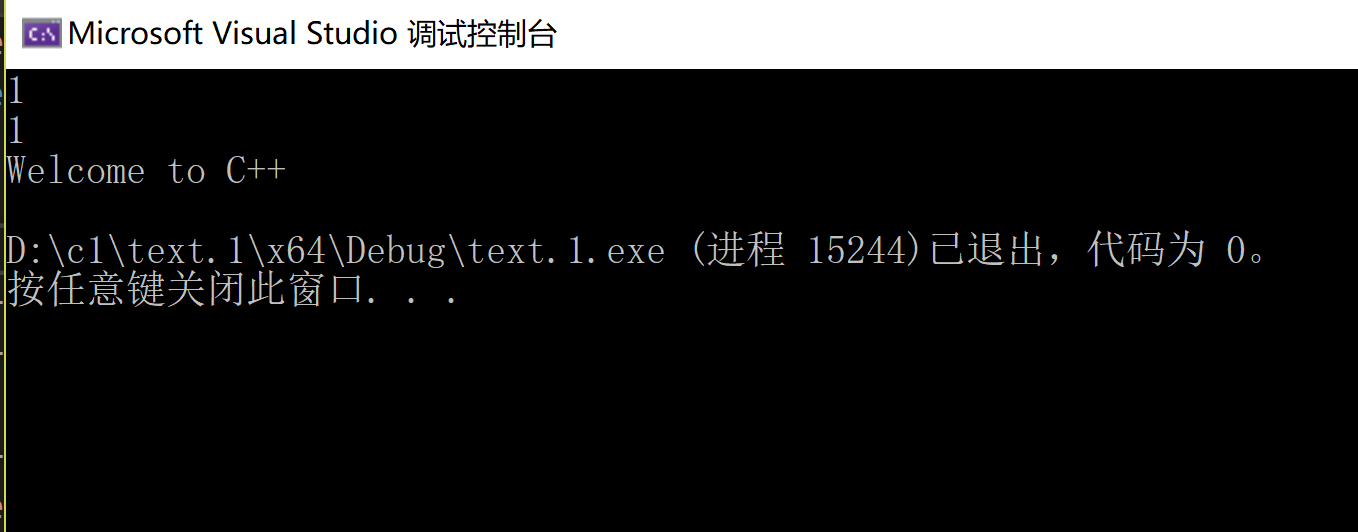 C:\
Microsoft Visual Studio 调试控制台
1
1
Welcome to C++
D:\c1\text.1\x64\Debug\text.1.exe (进程 15244)已退出，代码为 0。
按任意键关闭此窗口. . .